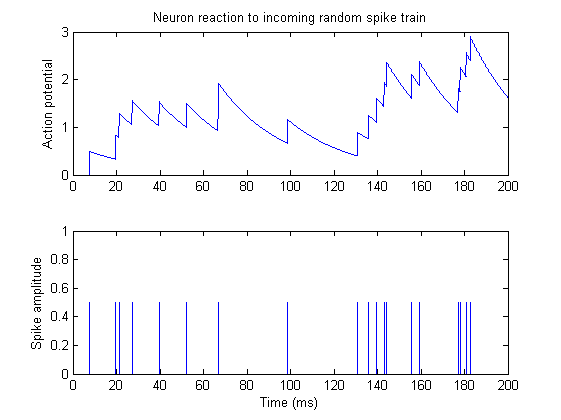 Neuron reaction to incoming random spike train
3
2
1
0
Action potential
0 20 40 60 80 100 120 140 160 180 200
1
0.8
0.6
0.4
0.2
0
Spike amplitude
0 20 40 60 80 100 120 140 160 180 200
Time (ms)